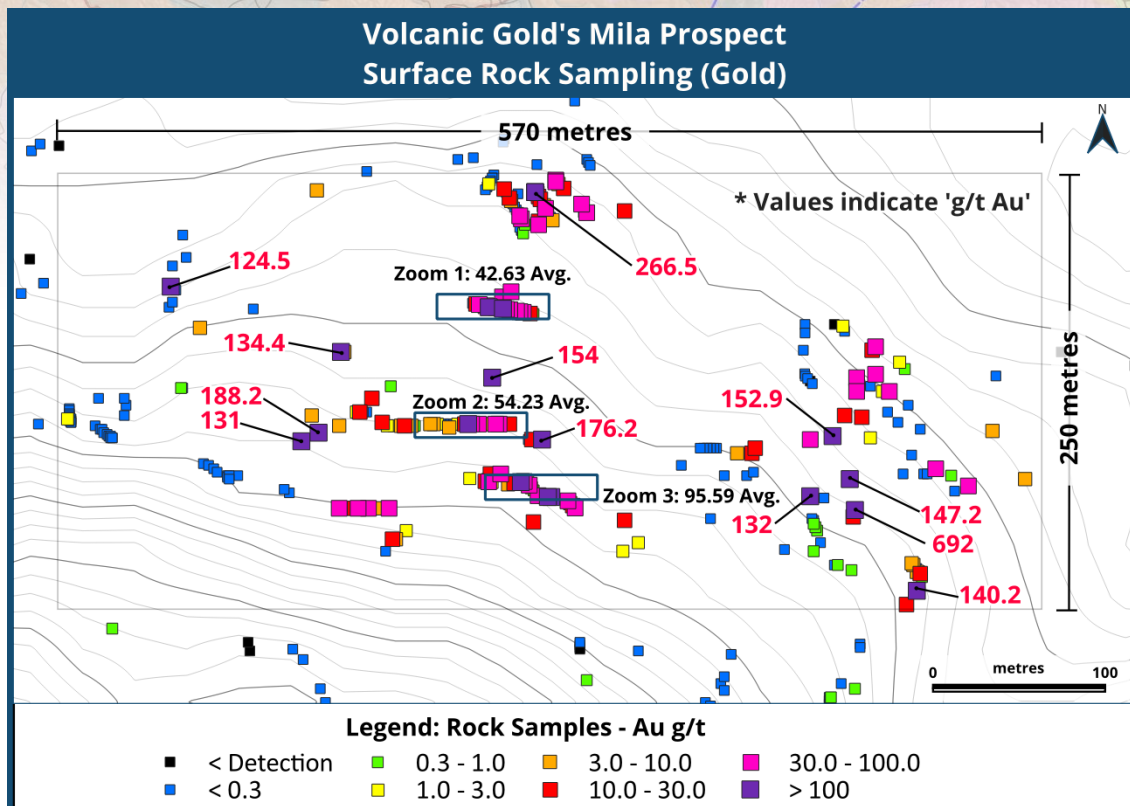 Volcanic Gold's Mila Prospect
Surface Rock Sampling (Gold)
570 metres
N
* Values indicate 'g/t Au'
124.5
266.5
Zoom 1: 42.63 Avg.
134.4
154
250 metres
188.2
Zoom 2: 54.23 Avg.
152.9
131
176.2
Zoom 3: 95.59 Avg.
132
147.2
692
140.2
0 metres 100
Legend: Rock Samples - Au g/t
< Detection 0.3 - 1.0 3.0 - 10.0 30.0 - 100.0
< 0.3 1.0 - 3.0 10.0 - 30.0 > 100